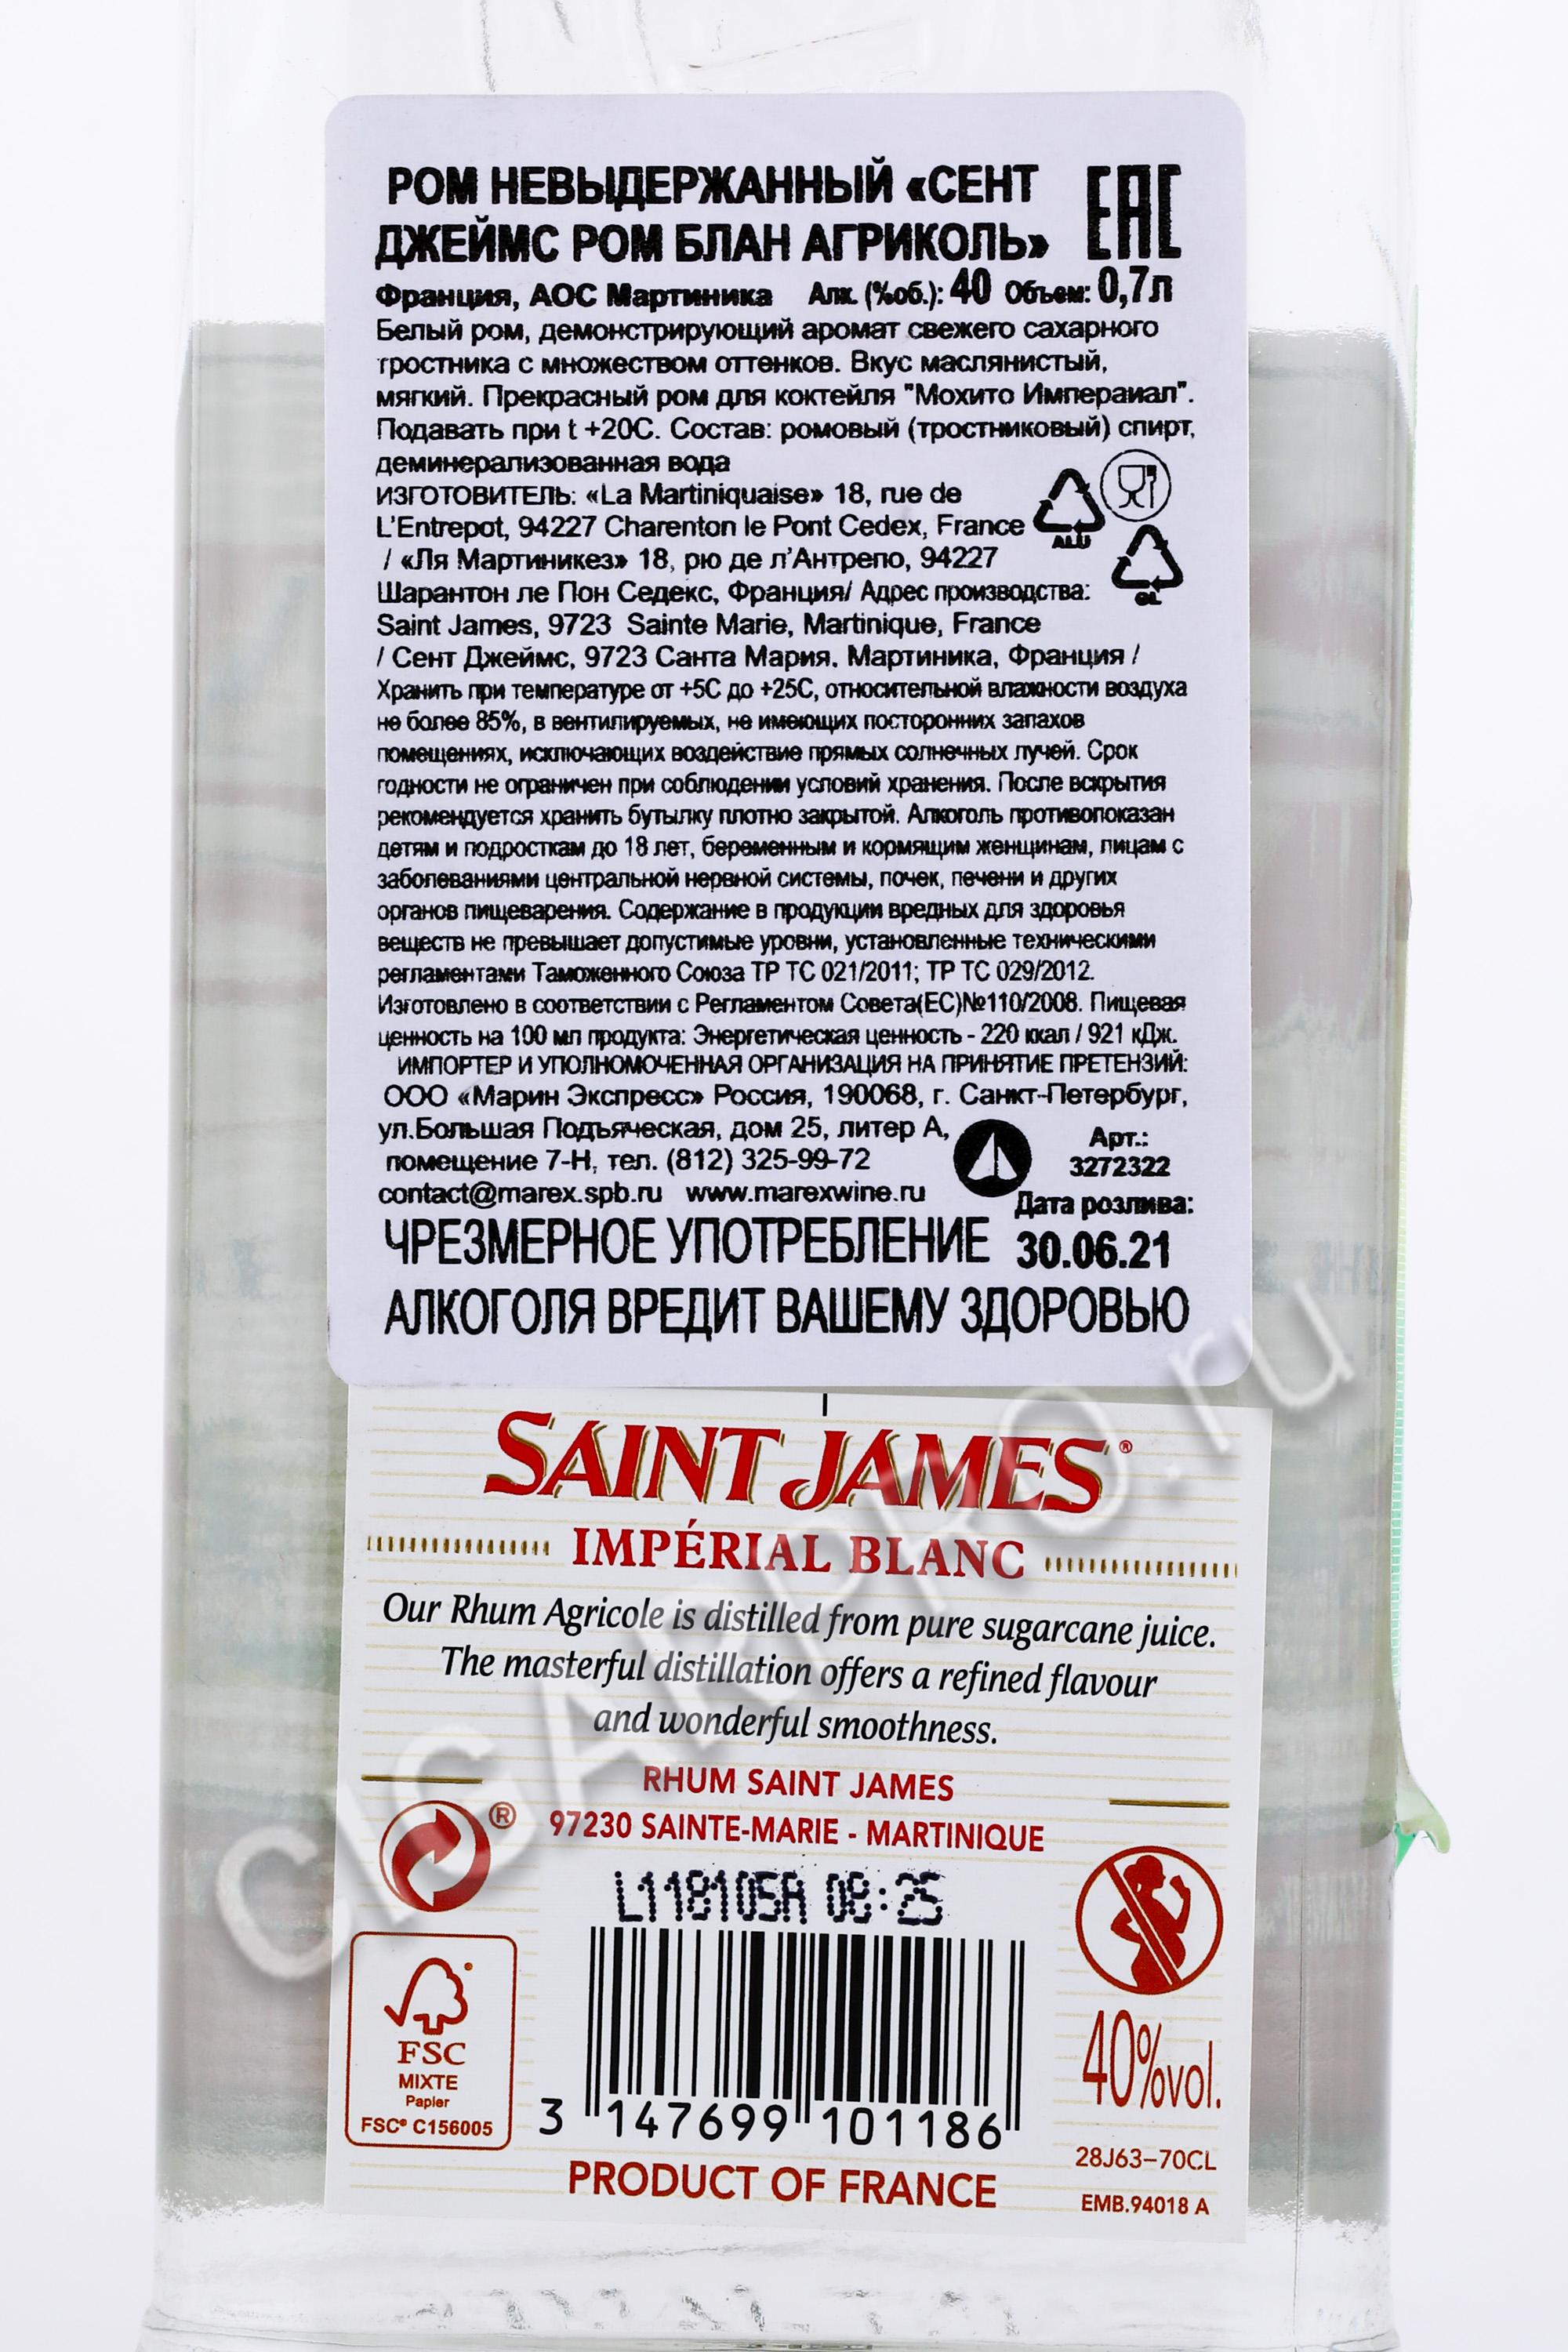 РОМ НЕВЫДЕРЖАННЫЙ «СЕНТ
ДЖЕЙМС РОМ БЛАН АГРИКОЛЬ»
EAC
Франция, АОС Мартиника Алк. (%об.): 40 Объем: 0,7л
Белый ром, демонстрирующий аромат свежего сахарного
тростника с множеством оттенков. Вкус маслянистый,
мягкий. Прекрасный ром для коктейля "Мохито Имперaиал".
Подавать при t +20С. Состав: ромовый (тростниковый) спирт,
деминерализованная вода
ИЗГОТОВИТЕЛЬ: «La Martiniquaise» 18, rue de
L'Entrepot, 94227 Charenton le Pont Cedex, France
/ «Ля Мартиникез» 18, рю де л'Антрепо, 94227
Шарантон ле Пон Седекс, Франция/ Адрес производства:
Saint James, 9723 Sainte Marie, Martinique, France
/ Сент Джеймс, 9723 Санта Мария. Мартиника, Франция /
ALU
GL
Хранить при температуре от +5С до +25С, относительной влажности воздуха
не более 85%, в вентилируемых, не имеющих посторонних запахов
помещениях, исключающих воздействие прямых солнечных лучей. Срок
годности не ограничен при соблюдении условий хранения. После вскрытия
рекомендуется хранить бутылку плотно закрытой. Алкоголь противопоказан
детям и подросткам до 18 лет, беременным и кормящим женщинам, лицам с
заболеваниями центральной нервной системы, почек, печени и других
органов пищеварения. Содержание в продукции вредных для здоровья
веществ не превышает допустимые уровни, установленные техническими
регламентами Таможенного Союза ТР ТС 021/2011; ТР ТС 029/2012.
Изготовлено в соответствии с Регламентом Совета(ЕС)№110/2008. Пищевая
ценность на 100 мл продукта: Энергетическая ценность - 220 ккал / 921 кДж.
ИМПОРТЕР И УПОЛНОМОЧЕННАЯ ОРГАНИЗАЦИЯ НА ПРИНЯТИЕ ПРЕТЕНЗИЙ:
ООО «Марин Экспресс» Россия, 190068, г. Санкт-Петербург,
ул.Большая Подъяческая, дом 25, литер А,
помещение 7-Н, тел. (812) 325-99-72
contact@marex.spb.ru www.marexwine.ru
Арт.:
3272322
Дата розлива:
30.06.21
ЧРЕЗМЕРНОЕ УПОТРЕБЛЕНИЕ
АЛКОГОЛЯ ВРЕДИТ ВАШЕМУ ЗДОРОВЬЮ
SAINT JAMES®
IMPÉRIAL BLANC
Our Rhum Agricole is distilled from pure sugarcane juice.
The masterful distillation offers a refined flavour
and wonderful smoothness.
RHUM SAINT JAMES
97230 SAINTE-MARIE - MARTINIQUE
®
L118105A 08:25
FSC
MIXTE
Papier
FSC® C156005
3 147699 101186
40%vol.
28J63-70CL
EMB.94018 A
PRODUCT OF FRANCE
CIGARPRO.ru